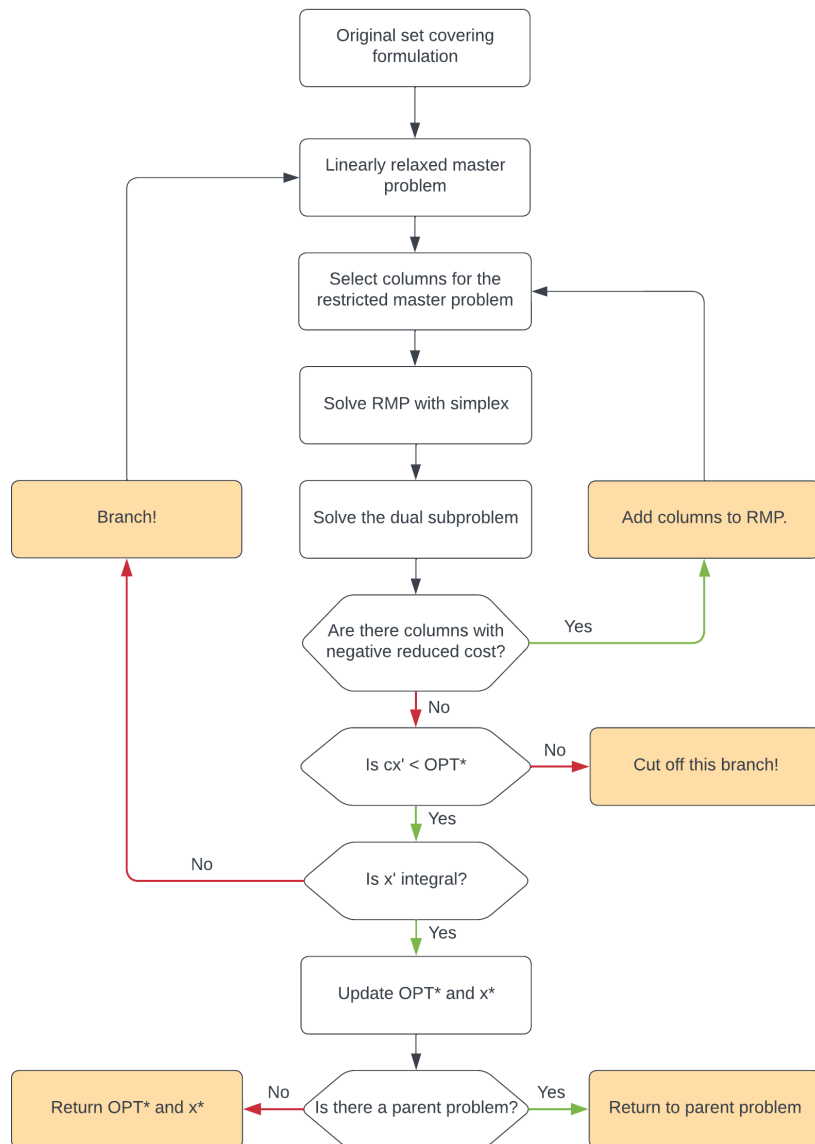 Original set covering
formulation
Linearly relaxed master
problem
Select columns for the
restricted master problem
Solve RMP with simplex
Branch!
Solve the dual subproblem
Add columns to RMP.
Are there columns with
negative reduced cost?
Yes
No
Is cx' < OPT*
No
Cut off this branch!
Yes
No
Is x' integral?
Yes
Update OPT* and x*
Return OPT* and x*
No
Is there a parent problem?
Yes
Return to parent problem